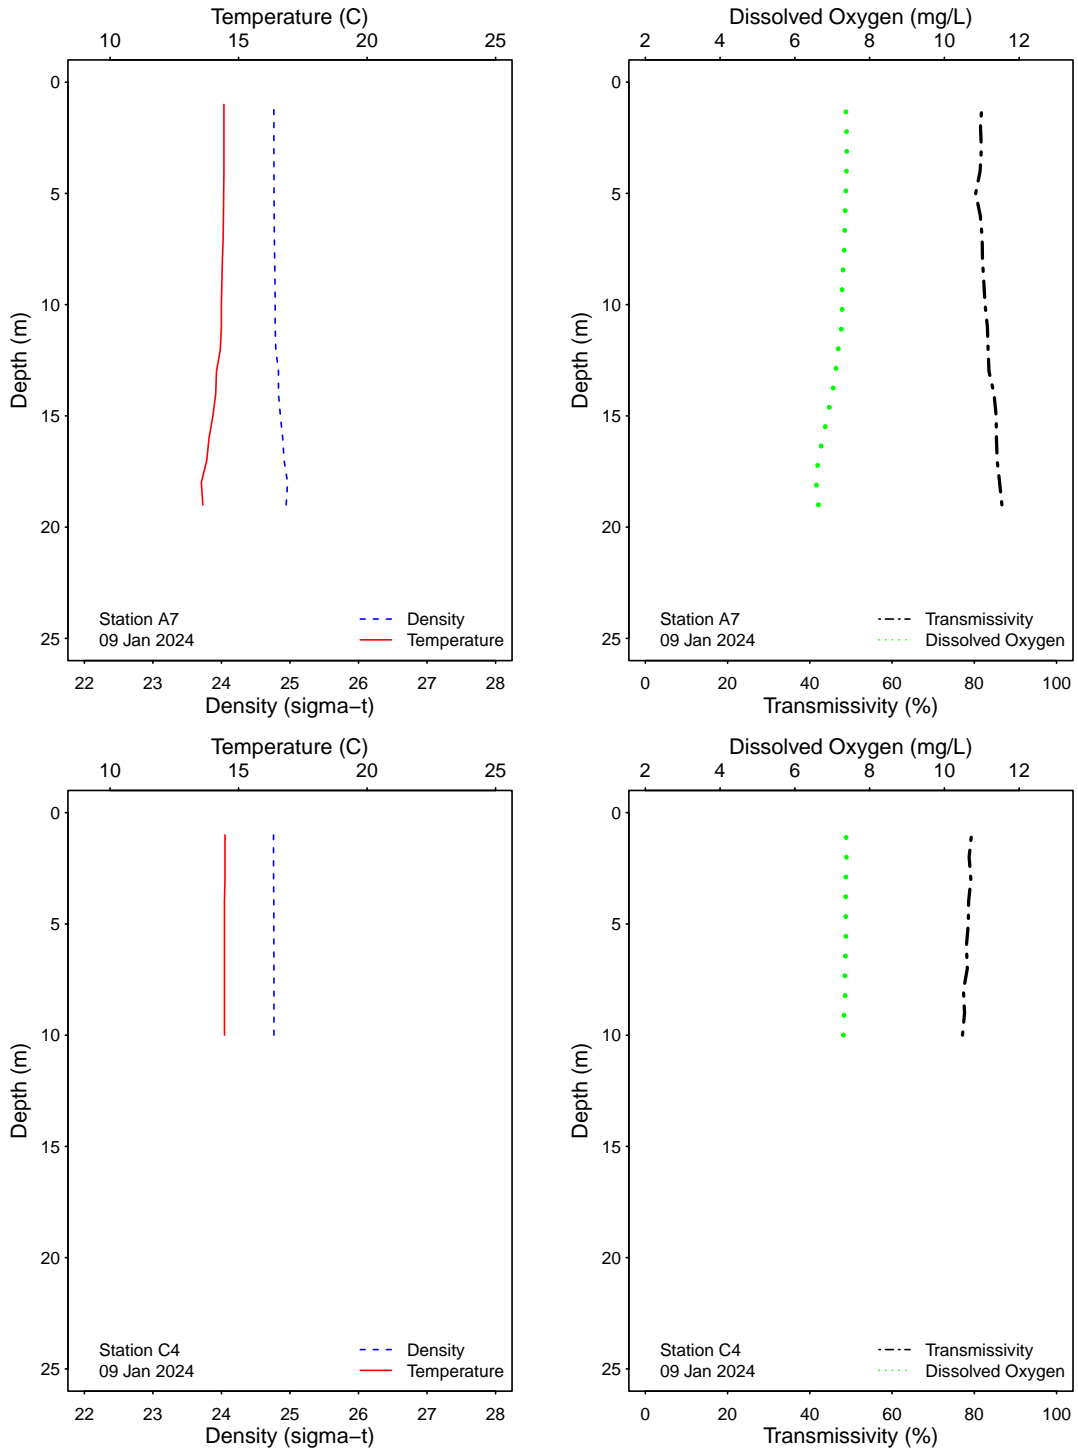 Temperature (C)
10 15 20 25
0
5
10
15
20
25
Depth (m)
Station A7
09 Jan 2024
Density
Temperature
22 23 24 25 26 27 28
Density (sigma−t)
Dissolved Oxygen (mg/L)
2 4 6 8 10 12
0
5
10
15
20
25
Depth (m)
Station A7
09 Jan 2024
Transmissivity
Dissolved Oxygen
0 20 40 60 80 100
Transmissivity (%)
Temperature (C)
10 15 20 25
0
5
10
15
20
25
Depth (m)
Station C4
09 Jan 2024
Density
Temperature
22 23 24 25 26 27 28
Density (sigma−t)
Dissolved Oxygen (mg/L)
2 4 6 8 10 12
0
5
10
15
20
25
Depth (m)
Station C4
09 Jan 2024
Transmissivity
Dissolved Oxygen
0 20 40 60 80 100
Transmissivity (%)